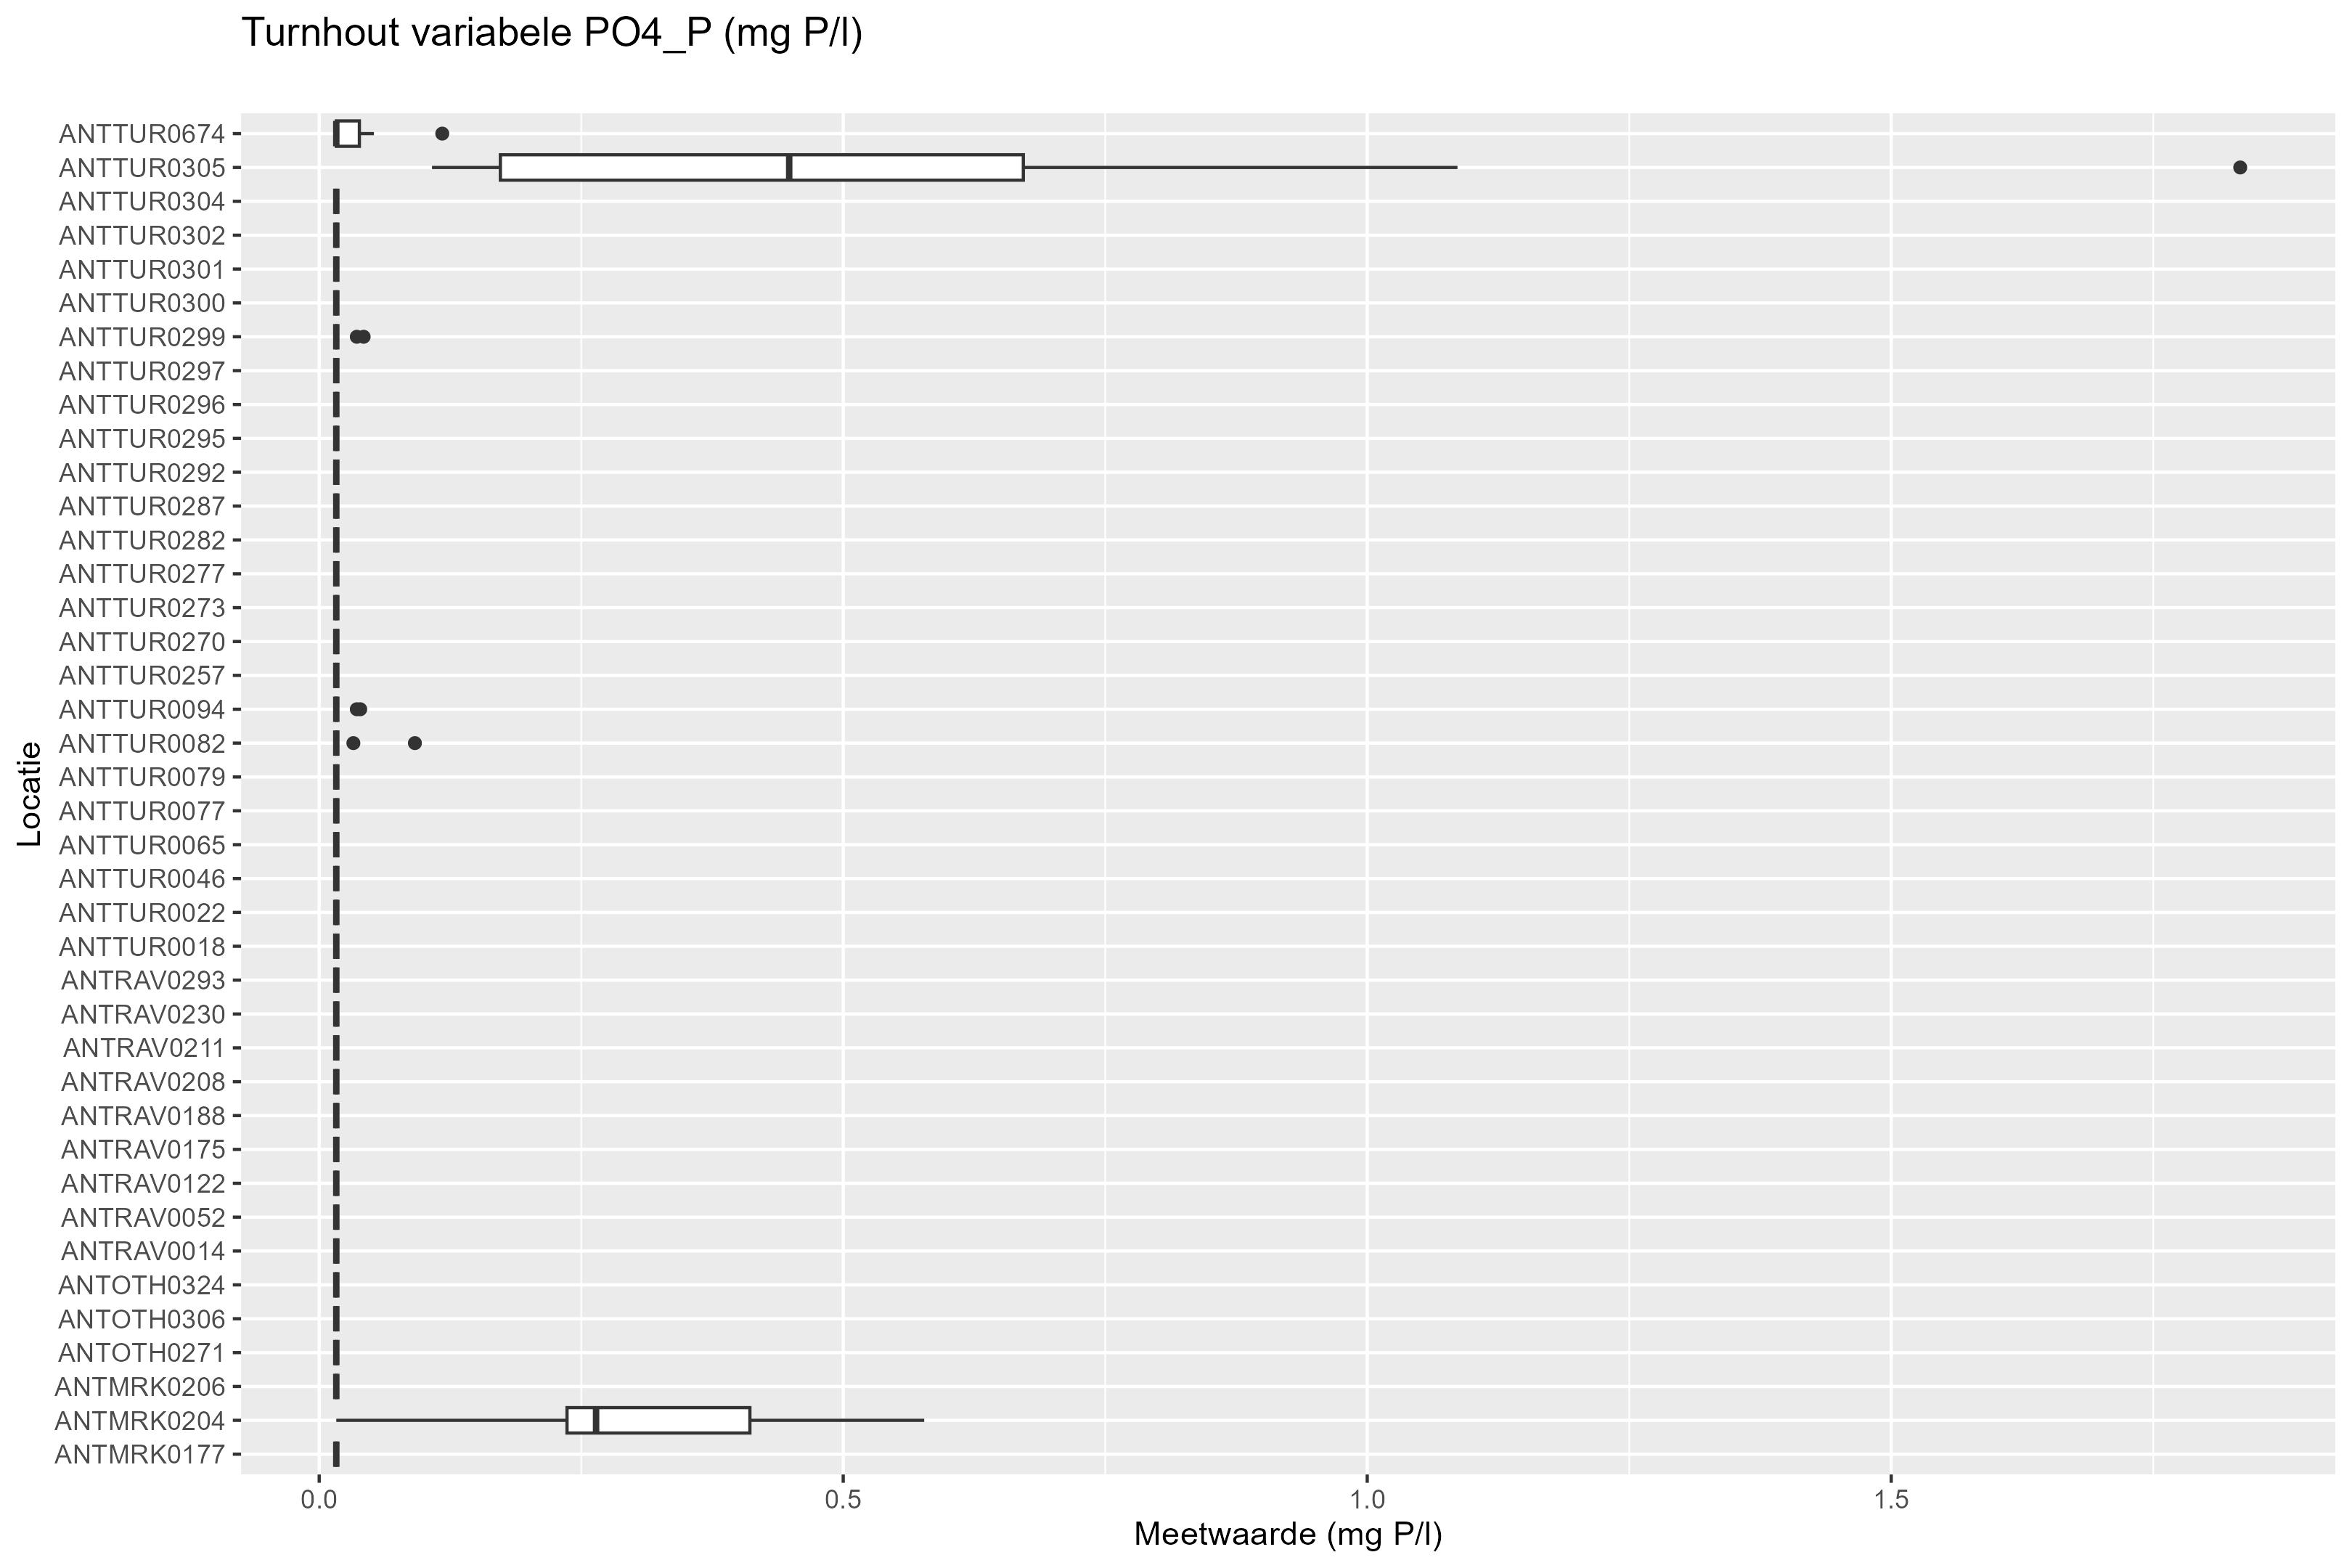 Turnhout variabele PO4_P (mg P/l)
ANTTUR0674
ANTTUR0305
ANTTUR0304
ANTTUR0302
ANTTUR0301
ANTTUR0300
ANTTUR0299
ANTTUR0297
ANTTUR0296
ANTTUR0295
ANTTUR0292
ANTTUR0287
ANTTUR0282
ANTTUR0277
ANTTUR0273
ANTTUR0270
ANTTUR0257
ANTTUR0094
ANTTUR0082
ANTTUR0079
ANTTUR0077
ANTTUR0065
ANTTUR0046
ANTTUR0022
ANTTUR0018
ANTRAV0293
ANTRAV0230
ANTRAV0211
ANTRAV0208
ANTRAV0188
ANTRAV0175
ANTRAV0122
ANTRAV0052
ANTRAV0014
ANTOTH0324
ANTOTH0306
ANTOTH0271
ANTMRK0206
ANTMRK0204
ANTMRK0177
Locatie
0.0 0.5 1.0 1.5
Meetwaarde (mg P/l)